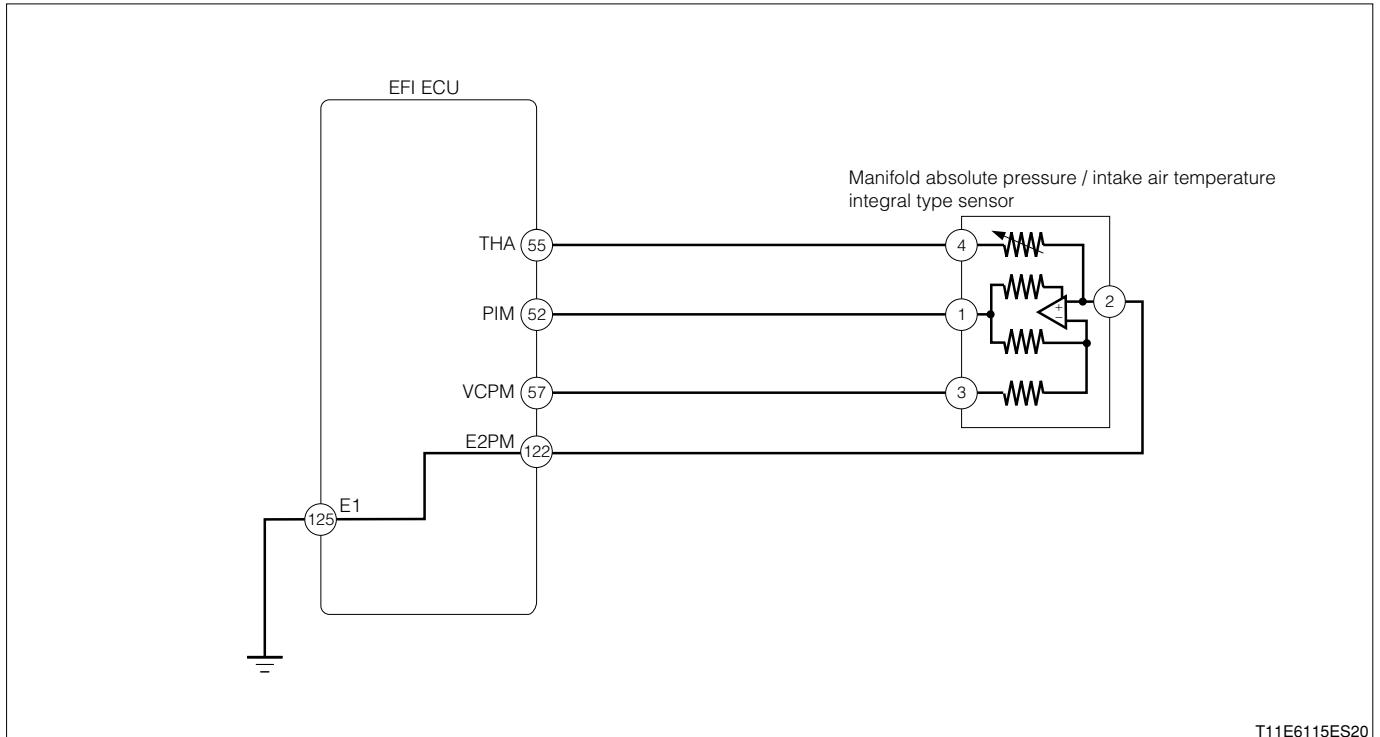 EFI ECU
Manifold absolute pressure / intake air temperature
integral type sensor
THA 55
4
PIM 52
1
+
−
2
VCPM 57
3
E2PM 122
E1
125
T11E6115ES20